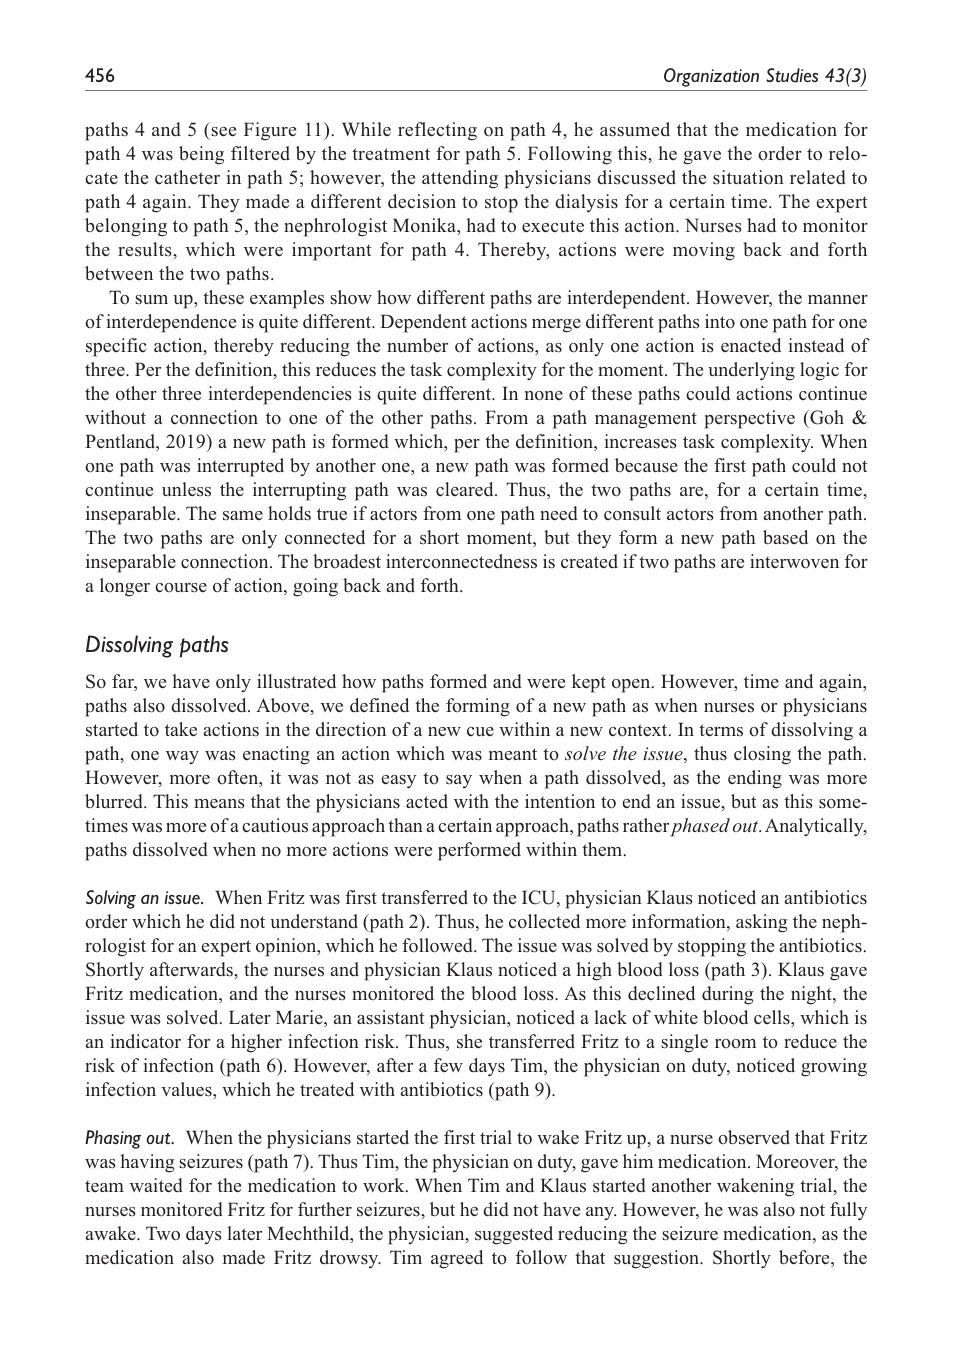 456
Organization Studies 43(3)
paths 4 and 5 (see Figure 11). While reflecting on path 4, he assumed that the medication for
path 4 was being filtered by the treatment for path 5. Following this, he gave the order to relo-
cate the catheter in path 5; however, the attending physicians discussed the situation related to
path 4 again. They made a different decision to stop the dialysis for a certain time. The expert
belonging to path 5, the nephrologist Monika, had to execute this action. Nurses had to monitor
the results, which were important for path 4. Thereby, actions were moving back and forth
between the two paths.
To sum up, these examples show how different paths are interdependent. However, the manner
of interdependence is quite different. Dependent actions merge different paths into one path for one
specific action, thereby reducing the number of actions, as only one action is enacted instead of
three. Per the definition, this reduces the task complexity for the moment. The underlying logic for
the other three interdependencies is quite different. In none of these paths could actions continue
without a connection to one of the other paths. From a path management perspective (Goh &
Pentland, 2019) a new path is formed which, per the definition, increases task complexity. When
one path was interrupted by another one, a new path was formed because the first path could not
continue unless the interrupting path was cleared. Thus, the two paths are, for a certain time,
inseparable. The same holds true if actors from one path need to consult actors from another path.
The two paths are only connected for a short moment, but they form a new path based on the
inseparable connection. The broadest interconnectedness is created if two paths are interwoven for
a longer course of action, going back and forth.
Dissolving paths
So far, we have only illustrated how paths formed and were kept open. However, time and again,
paths also dissolved. Above, we defined the forming of a new path as when nurses or physicians
started to take actions in the direction of a new cue within a new context. In terms of dissolving a
path, one way was enacting an action which was meant to solve the issue, thus closing the path.
However, more often, it was not as easy to say when a path dissolved, as the ending was more
blurred. This means that the physicians acted with the intention to end an issue, but as this some-
times was more of a cautious approach than a certain approach, paths rather phased out. Analytically,
paths dissolved when no more actions were performed within them.
Solving an issue. When Fritz was first transferred to the ICU, physician Klaus noticed an antibiotics
order which he did not understand (path 2). Thus, he collected more information, asking the neph-
rologist for an expert opinion, which he followed. The issue was solved by stopping the antibiotics.
Shortly afterwards, the nurses and physician Klaus noticed a high blood loss (path 3). Klaus gave
Fritz medication, and the nurses monitored the blood loss. As this declined during the night, the
issue was solved. Later Marie, an assistant physician, noticed a lack of white blood cells, which is
an indicator for a higher infection risk. Thus, she transferred Fritz to a single room to reduce the
risk of infection (path 6). However, after a few days Tim, the physician on duty, noticed growing
infection values, which he treated with antibiotics (path 9).
Phasing out. When the physicians started the first trial to wake Fritz up, a nurse observed that Fritz
was having seizures (path 7). Thus Tim, the physician on duty, gave him medication. Moreover, the
team waited for the medication to work. When Tim and Klaus started another wakening trial, the
nurses monitored Fritz for further seizures, but he did not have any. However, he was also not fully
awake. Two days later Mechthild, the physician, suggested reducing the seizure medication, as the
medication also made Fritz drowsy. Tim agreed to follow that suggestion. Shortly before, the